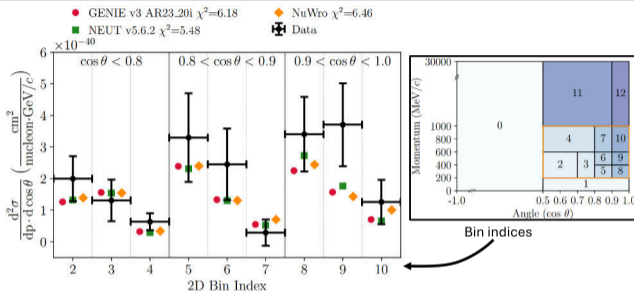 GENIE v3 AR23_20i χ²=6.18
NuWro χ²=6.46
NEUT v5.6.2 χ²=5.48
Data
×10⁻⁴⁰
cos θ < 0.8
0.8 < cos θ < 0.9
0.9 < cos θ < 1.0
d²σ/dp·d cos θ (cm²/nucleon·GeV/c)
6
5
4
3
2
1
0
2 3 4 5 6 7 8 9 10
2D Bin Index
Momentum (MeV/c)
30000
1000
800
600
400
200
0
11 12
0
4 7 10
2 3 6 9
5 8
1
-1.0 0.5 0.6 0.7 0.8 0.9 1.0
Angle (cos θ)
Bin indices